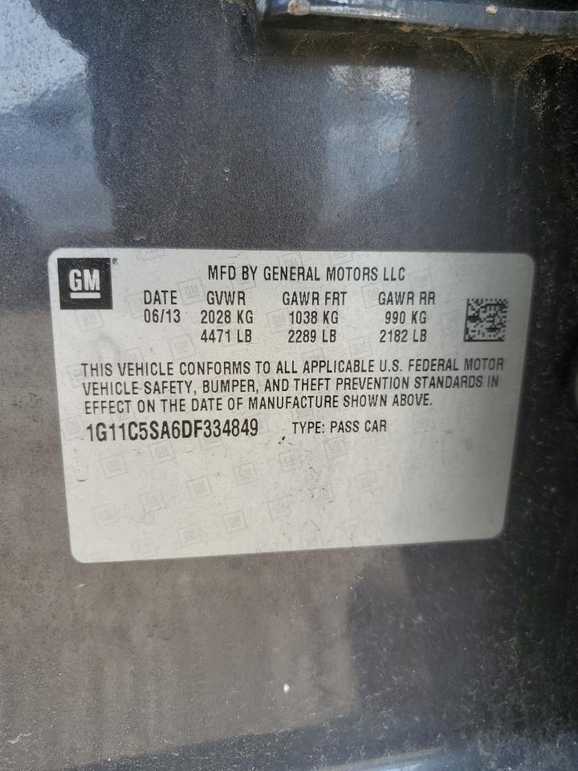 GM®
MFD BY GENERAL MOTORS LLC
DATE GVWR GAWR FRT GAWR RR
06/13 2028 KG 1038 KG 990 KG
4471 LB 2289 LB 2182 LB
THIS VEHICLE CONFORMS TO ALL APPLICABLE U.S. FEDERAL MOTOR
VEHICLE SAFETY, BUMPER, AND THEFT PREVENTION STANDARDS IN
EFFECT ON THE DATE OF MANUFACTURE SHOWN ABOVE.
1G11C5SA6DF334849 TYPE: PASS CAR